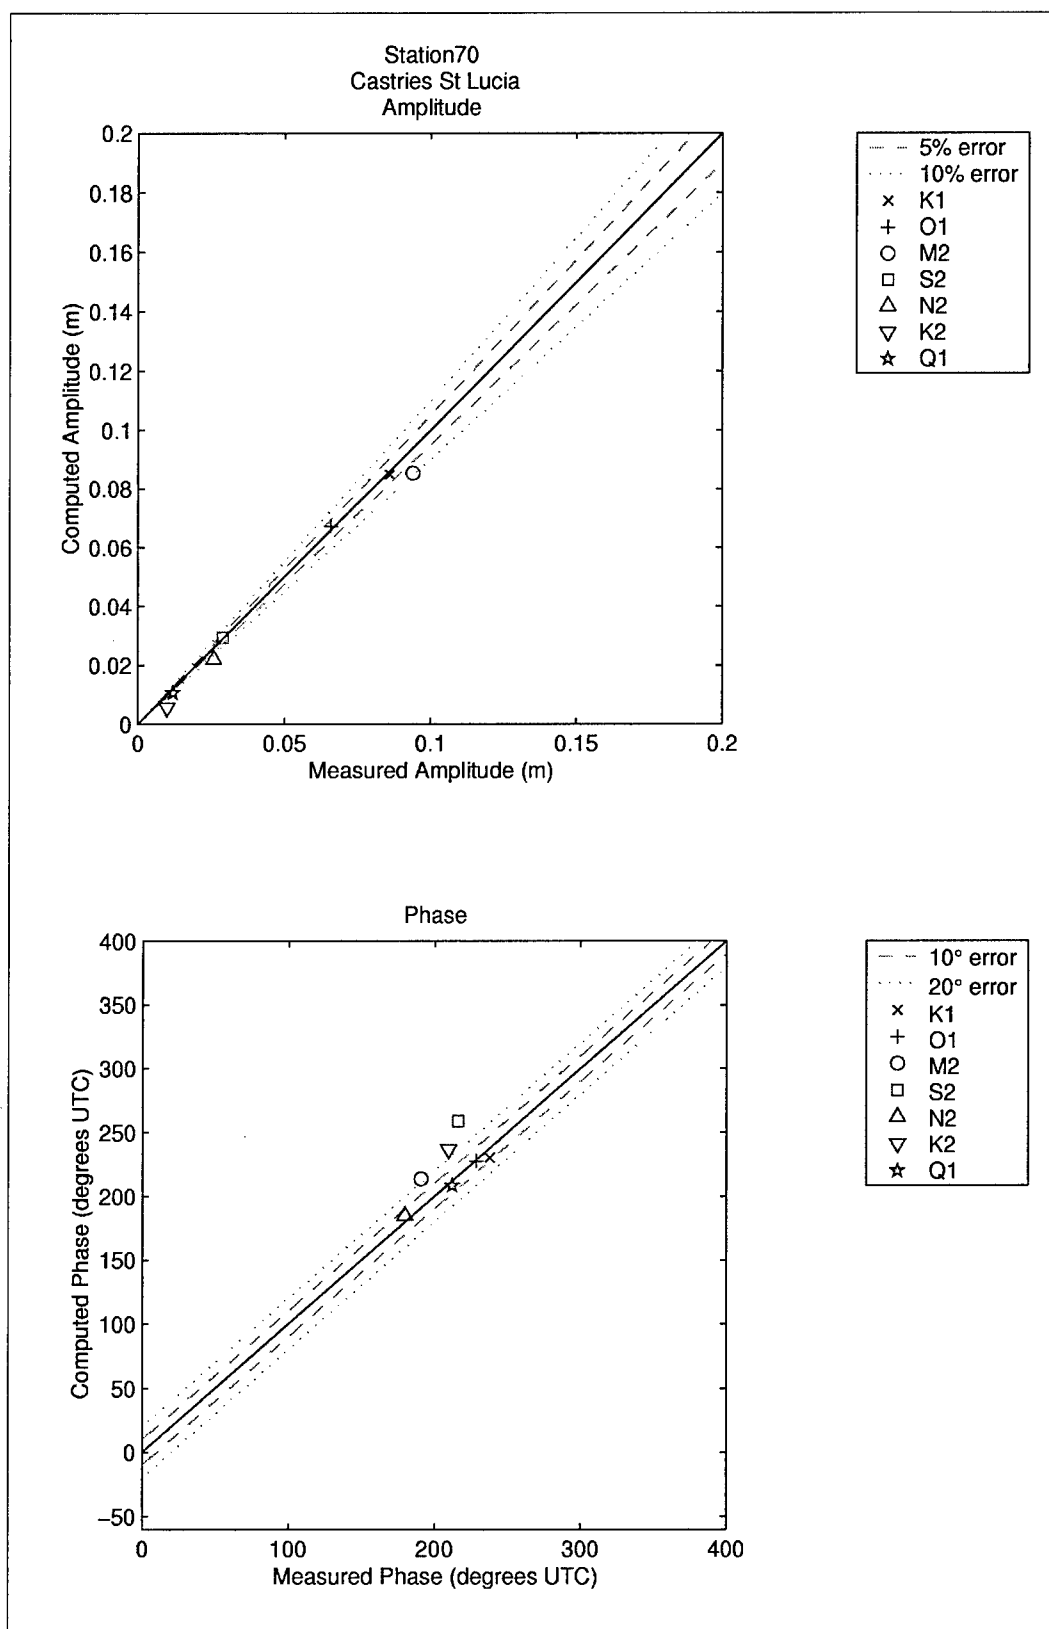 Station70
Castries St Lucia
Amplitude
0.2
0.18
0.16
0.14
0.12
0.1
0.08
0.06
0.04
0.02
0
0 0.05 0.1 0.15 0.2
Computed Amplitude (m)
Measured Amplitude (m)
5% error
10% error
K1
O1
M2
S2
N2
K2
Q1
Phase
400
350
300
250
200
150
100
50
0
−50
0 100 200 300 400
Computed Phase (degrees UTC)
Measured Phase (degrees UTC)
10° error
20° error
K1
O1
M2
S2
N2
K2
Q1